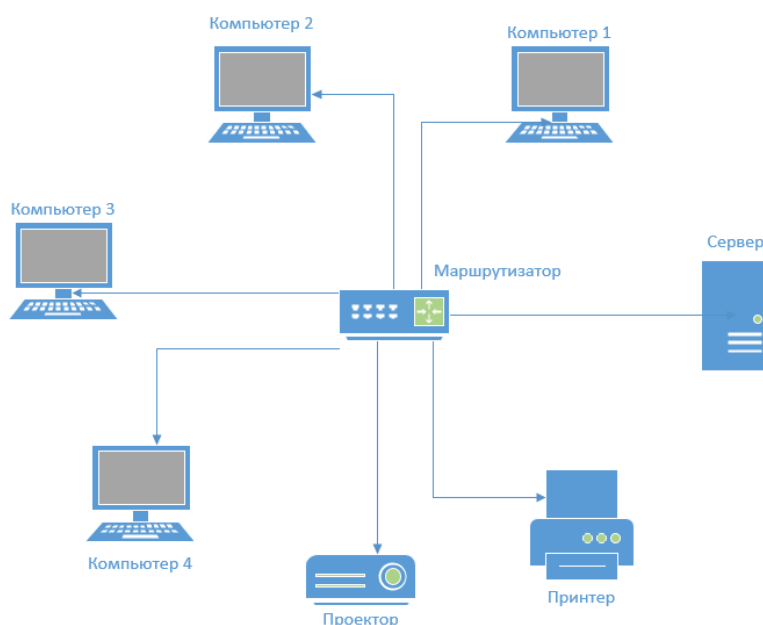 Компьютер 2
Компьютер 1
Компьютер 3
Сервер
Маршрутизатор
Компьютер 4
Принтер
Проектор